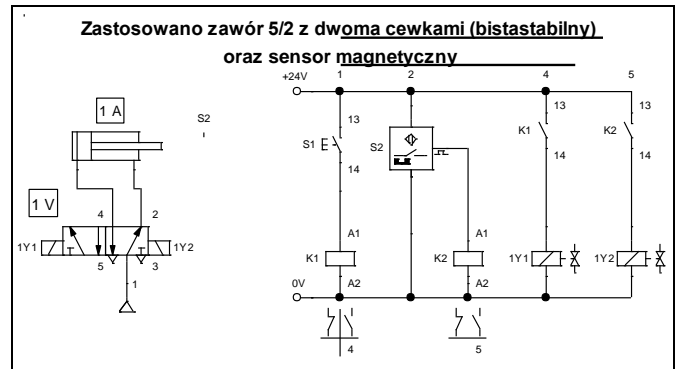 Zastosowano zawór 5/2 z dwoma cewkami (bistastabilny)
oraz sensor magnetyczny
+24V 1 2 4 5
1 A
S2
13 13 13
S1 S2 K1 K2
14 14 14
1 V
4 2
A1 A1
1Y1 1Y2 K1 K2 1Y1 1Y2
5 3
A2 A2
1
0V
4 5